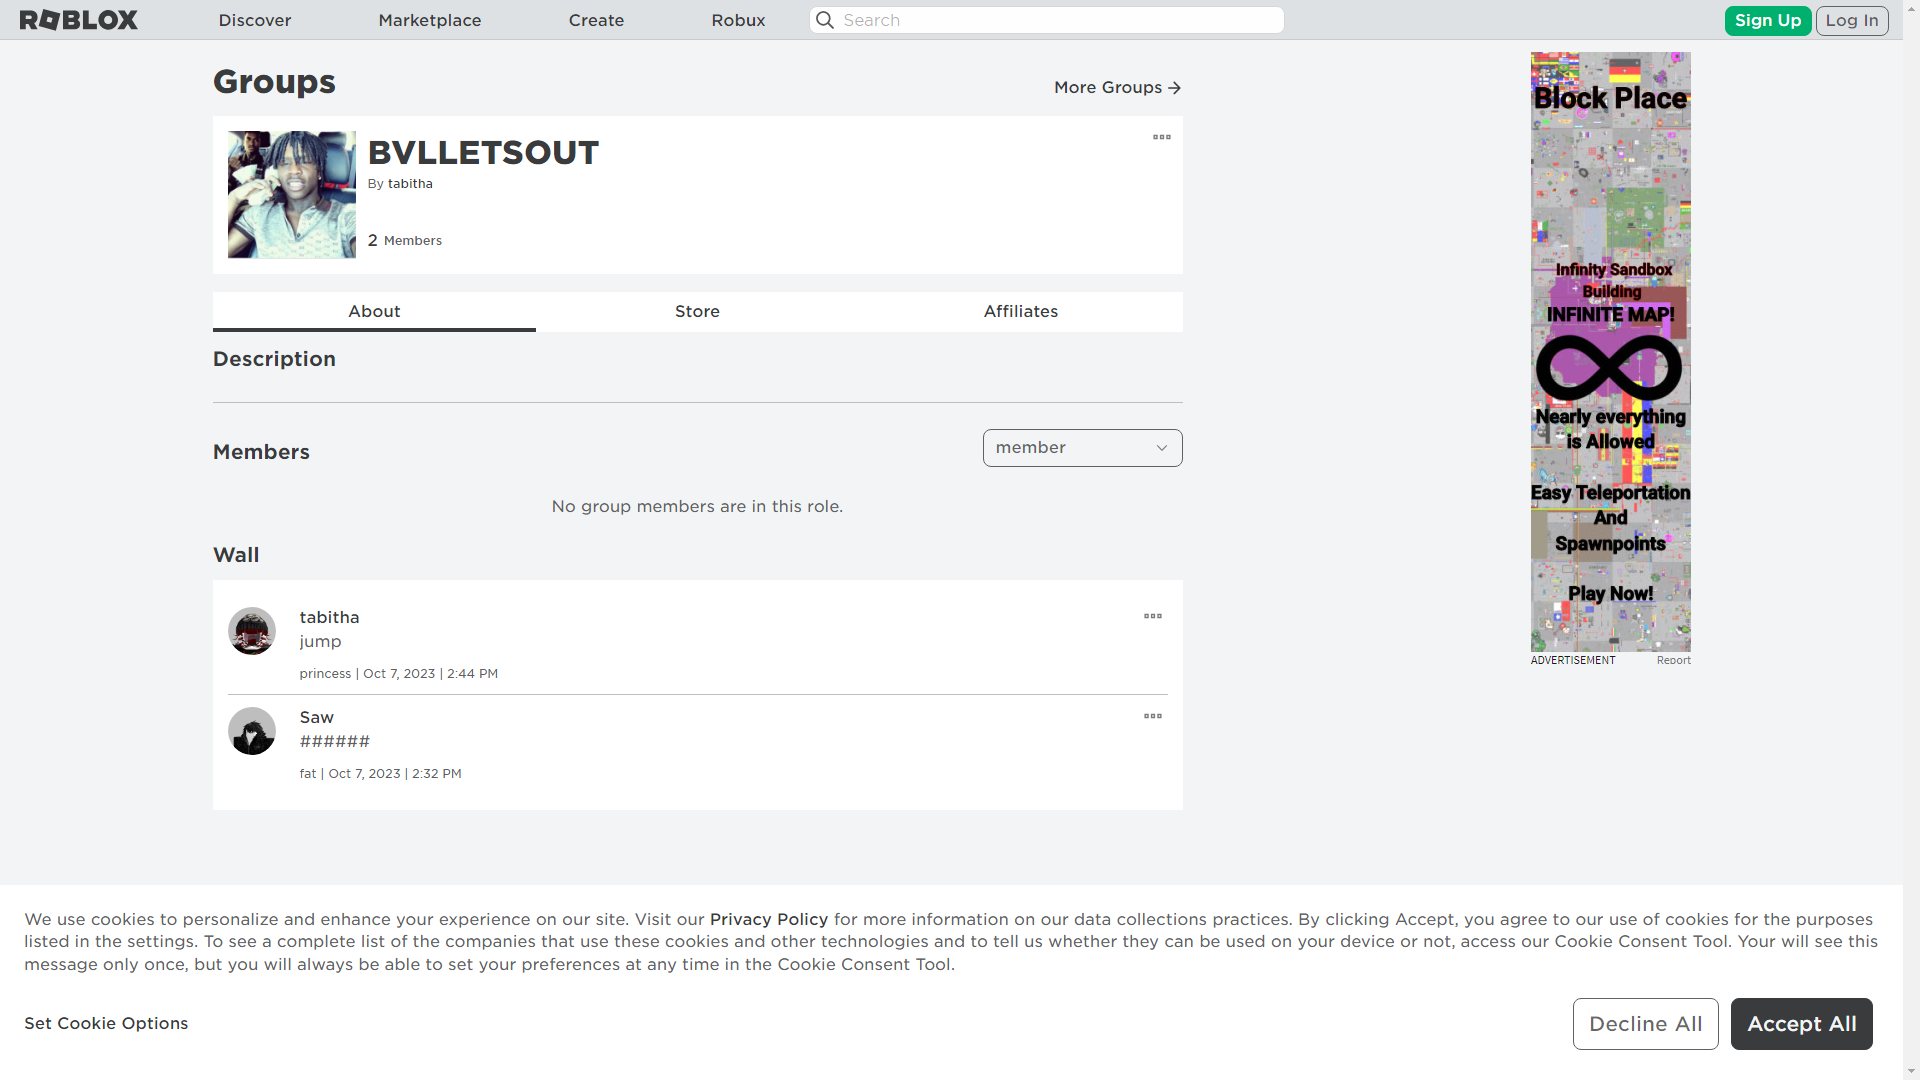 ROBLOX
Discover
Marketplace
Create
Robux
Search
Sign Up
Log In
Groups
More Groups
BVLLETSOUT
By tabitha
2 Members
About
Store
Affiliates
Description
Members
member
No group members are in this role.
Wall
tabitha
jump
princess | Oct 7, 2023 | 2:44 PM
Saw
######
fat | Oct 7, 2023 | 2:32 PM
Block Place
Infinity Sandbox
Building
INFINITE MAP!
Nearly everything
is Allowed
Easy Teleportation
And
Spawnpoints
Play Now!
ADVERTISEMENT
Report
We use cookies to personalize and enhance your experience on our site. Visit our Privacy Policy for more information on our data collections practices. By clicking Accept, you agree to our use of cookies for the purposes
listed in the settings. To see a complete list of the companies that use these cookies and other technologies and to tell us whether they can be used on your device or not, access our Cookie Consent Tool. Your will see this
message only once, but you will always be able to set your preferences at any time in the Cookie Consent Tool.
Set Cookie Options
Decline All
Accept All